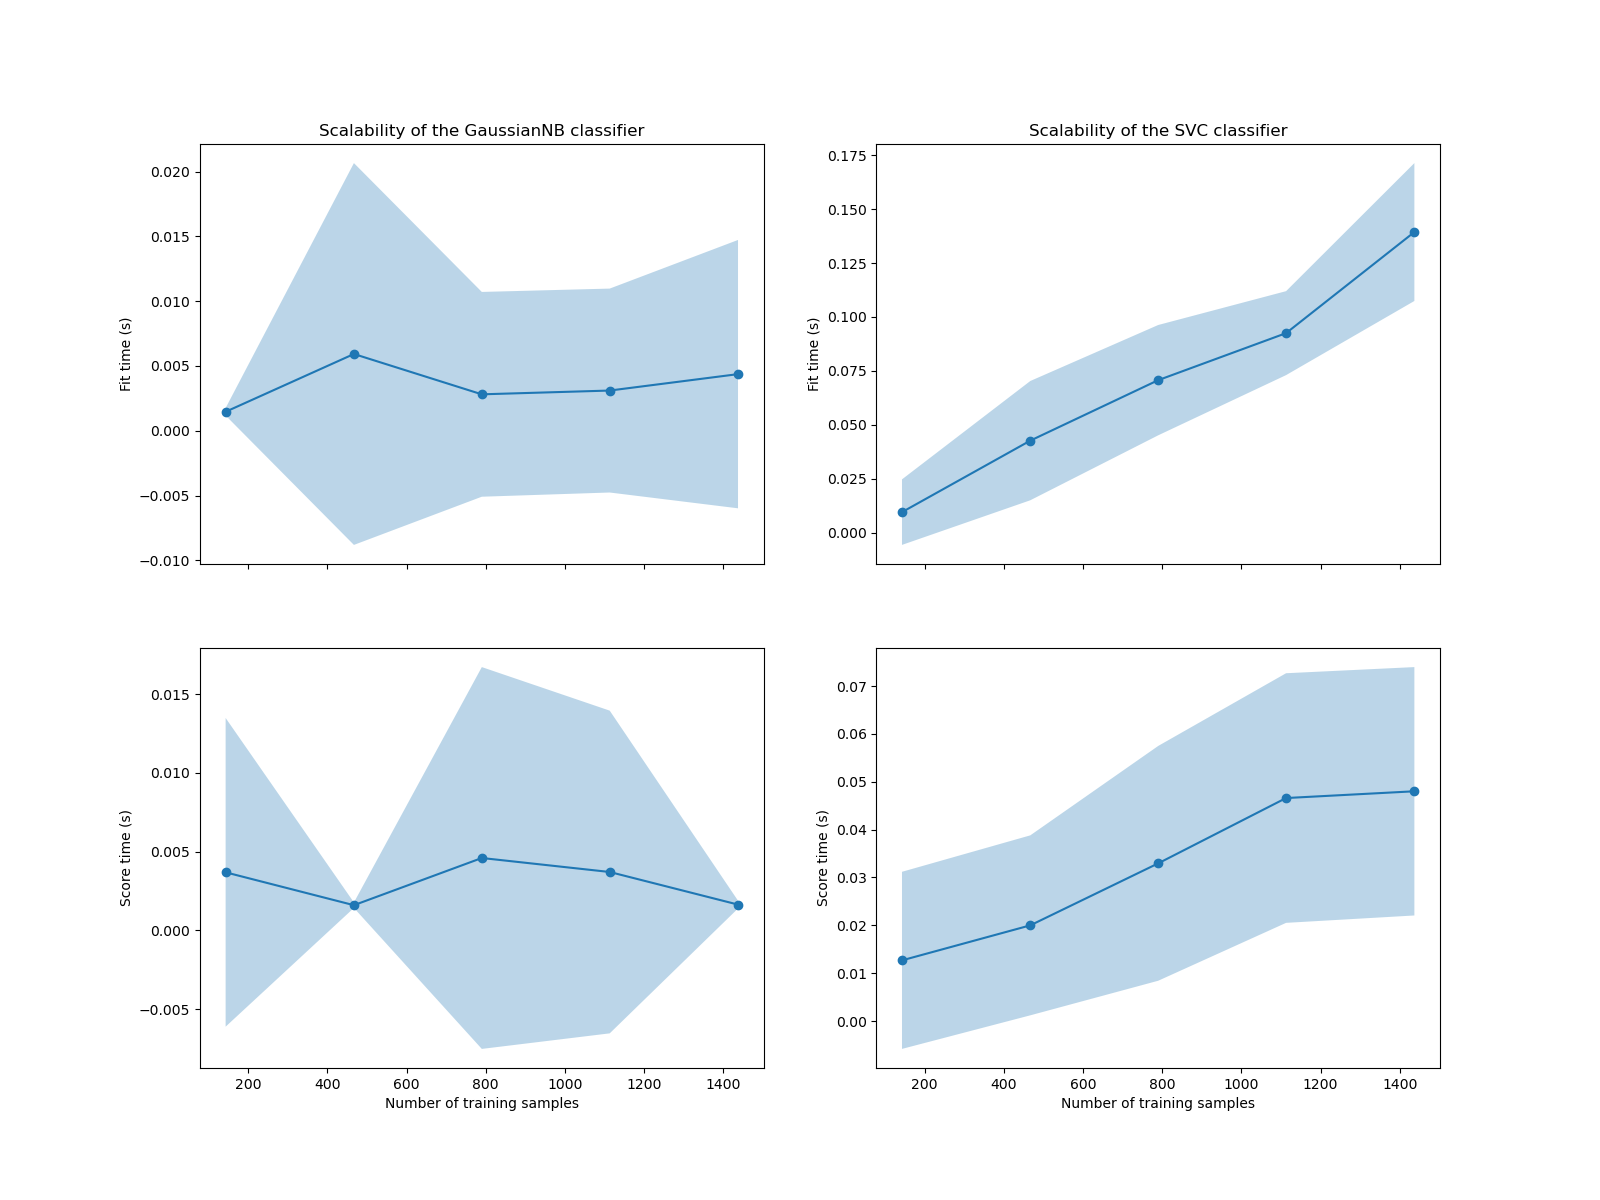 Scalability of the GaussianNB classifier
Fit time (s)
0.020
0.015
0.010
0.005
0.000
−0.005
−0.010
Scalability of the SVC classifier
Fit time (s)
0.175
0.150
0.125
0.100
0.075
0.050
0.025
0.000
Score time (s)
0.015
0.010
0.005
0.000
−0.005
200 400 600 800 1000 1200 1400
Number of training samples
Score time (s)
0.07
0.06
0.05
0.04
0.03
0.02
0.01
0.00
200 400 600 800 1000 1200 1400
Number of training samples